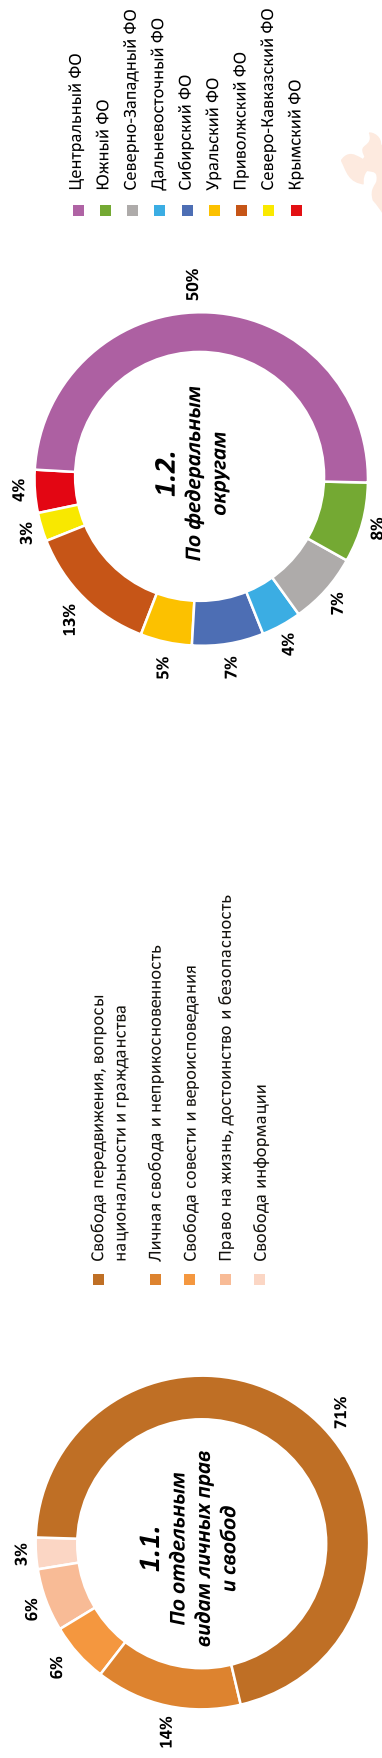 1.1.
По отдельным
видам личных прав
и свобод
71%
14%
6%
6%
3%
Свобода передвижения, вопросы
национальности и гражданства
Личная свобода и неприкосновенность
Свобода совести и вероисповедания
Право на жизнь, достоинство и безопасность
Свобода информации
1.2.
По федеральным
округам
50%
8%
7%
4%
7%
5%
13%
3%
4%
Центральный ФО
Южный ФО
Северно-Западный ФО
Дальневосточный ФО
Сибирский ФО
Уральский ФО
Приволжский ФО
Северо-Кавказский ФО
Крымский ФО